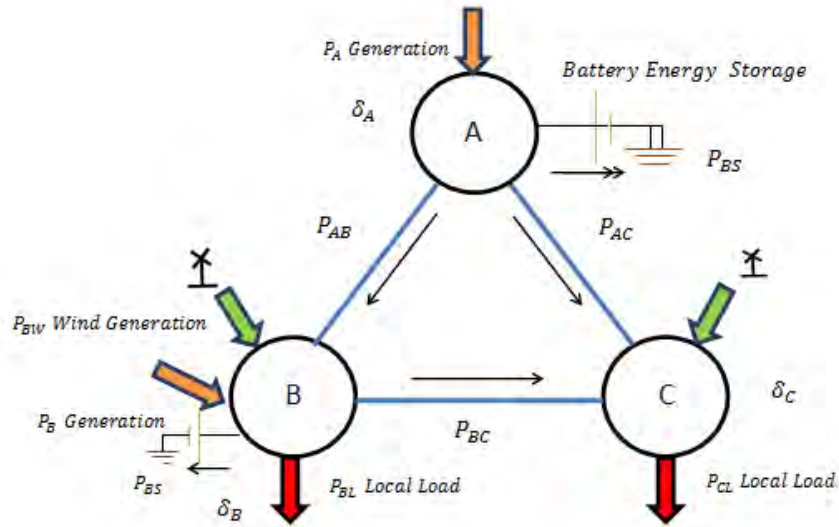 P_A Generation
Battery Energy Storage
δ_A
A
P_BS
P_AB
P_AC
P_BW Wind Generation
B
C
δ_C
P_B Generation
P_BC
P_BS
P_BL Local Load
P_CL Local Load
δ_B